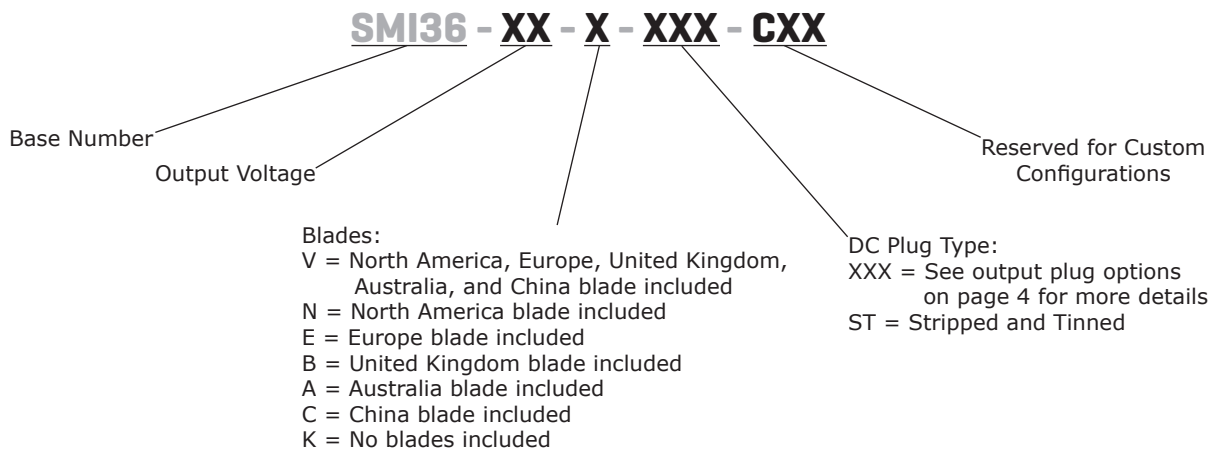 SMI36 - XX - X - XXX - CXX
Base Number
Output Voltage
Reserved for Custom
Configurations
Blades:
V = North America, Europe, United Kingdom,
Australia, and China blade included
N = North America blade included
E = Europe blade included
B = United Kingdom blade included
A = Australia blade included
C = China blade included
K = No blades included
DC Plug Type:
XXX = See output plug options
on page 4 for more details
ST = Stripped and Tinned